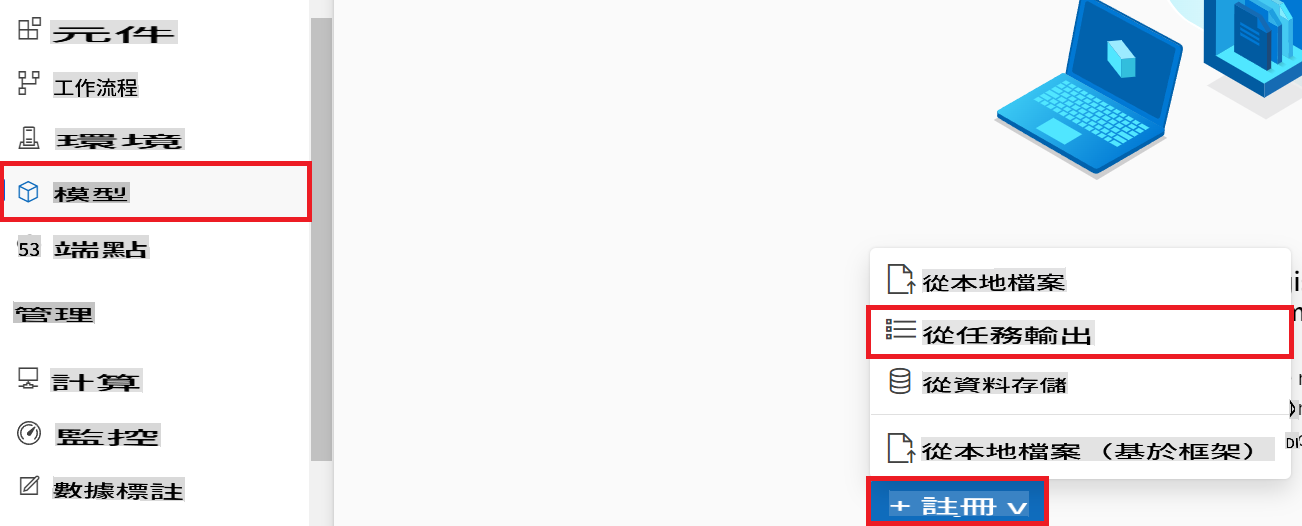 元件
工作流程
環境
模型
53 端點
管理
計算
監控
數據標註
從本地檔案
從任務輸出
從資料存儲
從本地檔案（基於框架）
+ 註冊 ∨